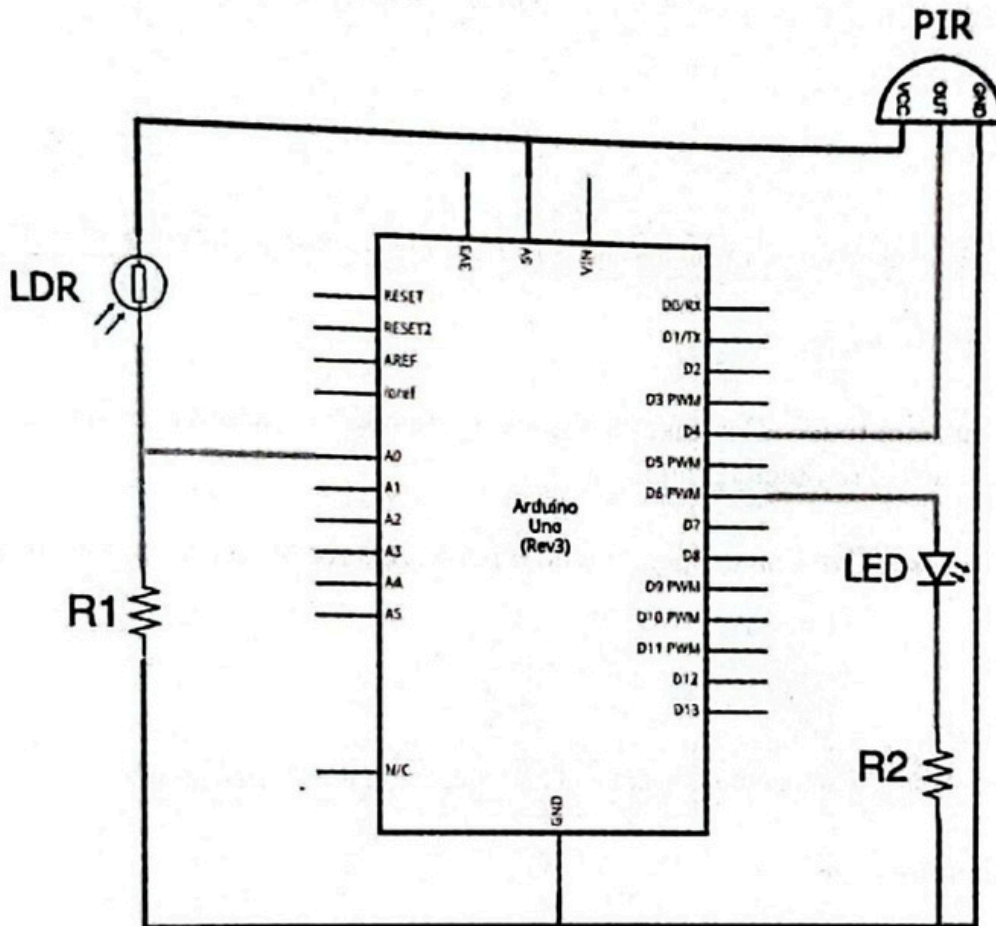 PIR
VCC
OUT
GND
3V3
5V
VIN
LDR
RESET
RESET2
AREF
ioref
A0
A1
A2
A3
A4
A5
N/C
D0/RX
D1/TX
D2
D3 PWM
D4
D5 PWM
D6 PWM
D7
D8
D9 PWM
D10 PWM
D11 PWM
D12
D13
Arduino
Uno
(Rev3)
LED
R1
R2
GND